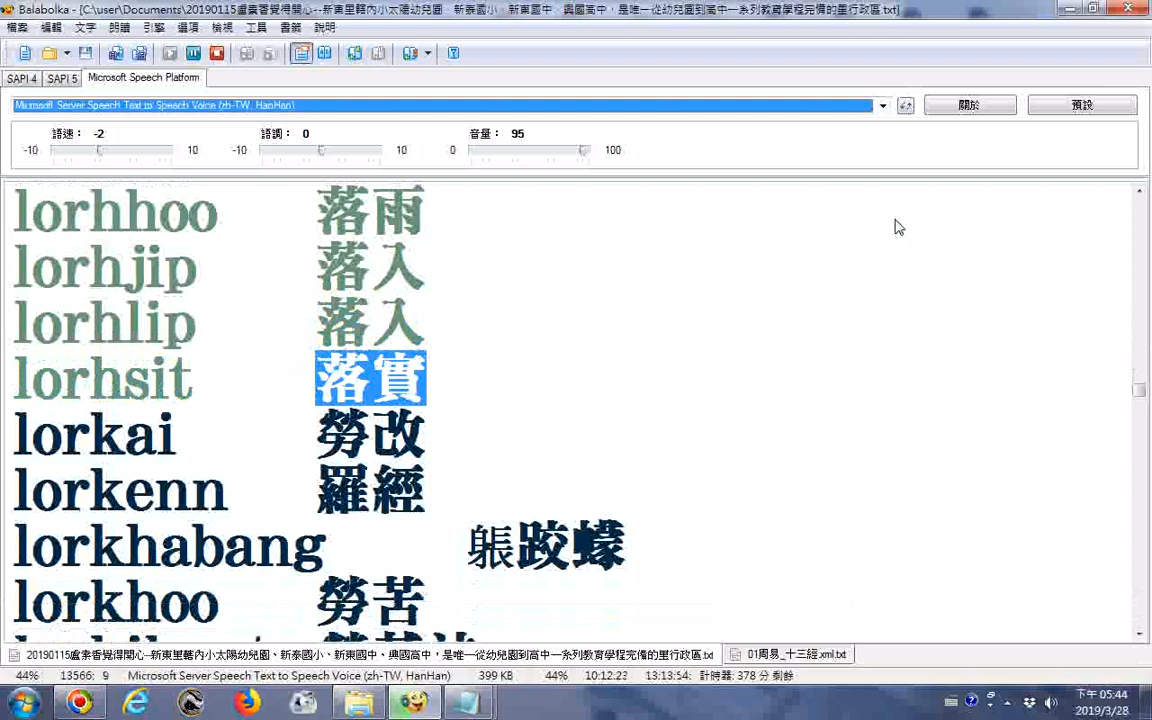 Balabolka - [C:\user\Documents\20190115盧素香覺得開心--新東里轄內小太陽幼兒園、新泰國小、新東國中、興國高中，是唯一從幼兒園到高中一系列教育學程完備的里行政區.txt]
檔案 編輯 文字 朗讀 引擎 選項 檢視 工具 書籤 說明
SAPI 4 SAPI 5 Microsoft Speech Platform
Microsoft Server Speech Text to Speech Voice (zh-TW, HanHan) 關於 預設
語速： -2 語調： 0 音量： 95
-10 10 -10 10 0 100
lorhhoo 落雨
lorhjip 落入
lorhlip 落入
lorhsit 落實
lorkai 勞改
lorkenn 羅經
lorkhabang 躼跤蠓
lorkhoo 勞苦
20190115盧素香覺得開心--新東里轄內小太陽幼兒園、新泰國小、新東國中、興國高中，是唯一從幼兒園到高中一系列教育學程完備的里行政區.txt 01周易_十三經.xml.txt
44% 13566: 9 Microsoft Server Speech Text to Speech Voice (zh-TW, HanHan) 399 KB 44% 10:12:23 13:13:54: 計時器: 378 分 剩餘
下午 05:44
2019/3/28